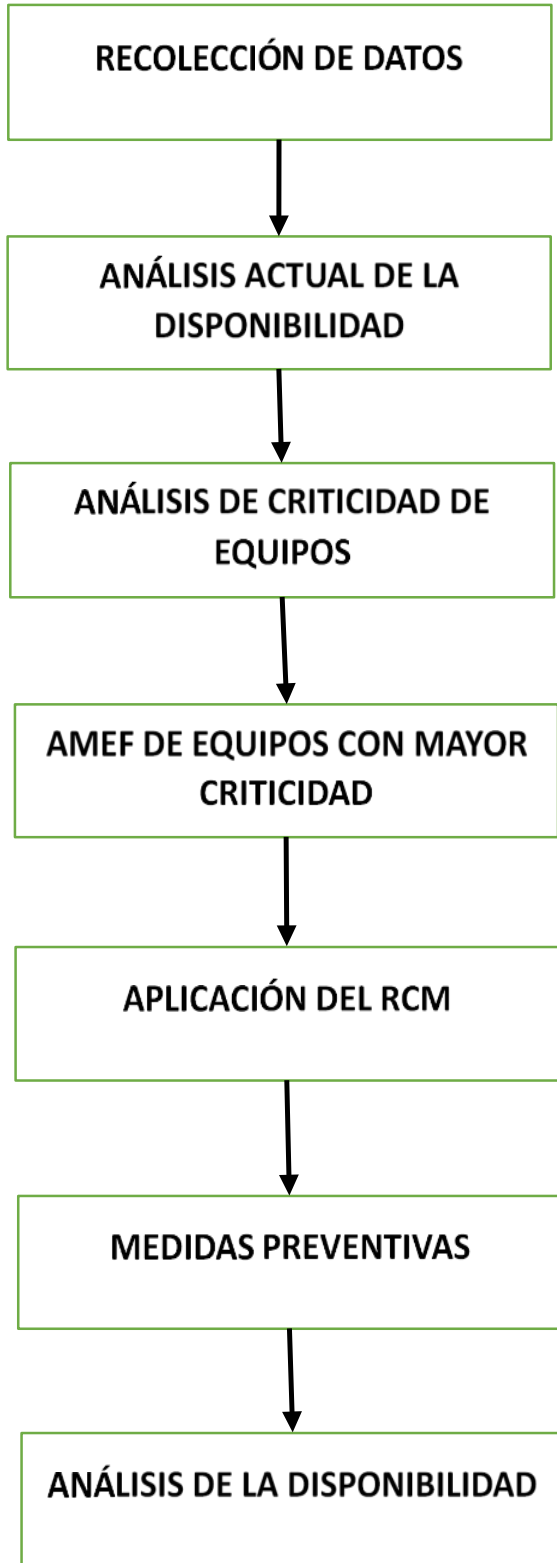 RECOLECCIÓN DE DATOS
ANÁLISIS ACTUAL DE LA
DISPONIBILIDAD
ANÁLISIS DE CRITICIDAD DE
EQUIPOS
AMEF DE EQUIPOS CON MAYOR
CRITICIDAD
APLICACIÓN DEL RCM
MEDIDAS PREVENTIVAS
ANÁLISIS DE LA DISPONIBILIDAD